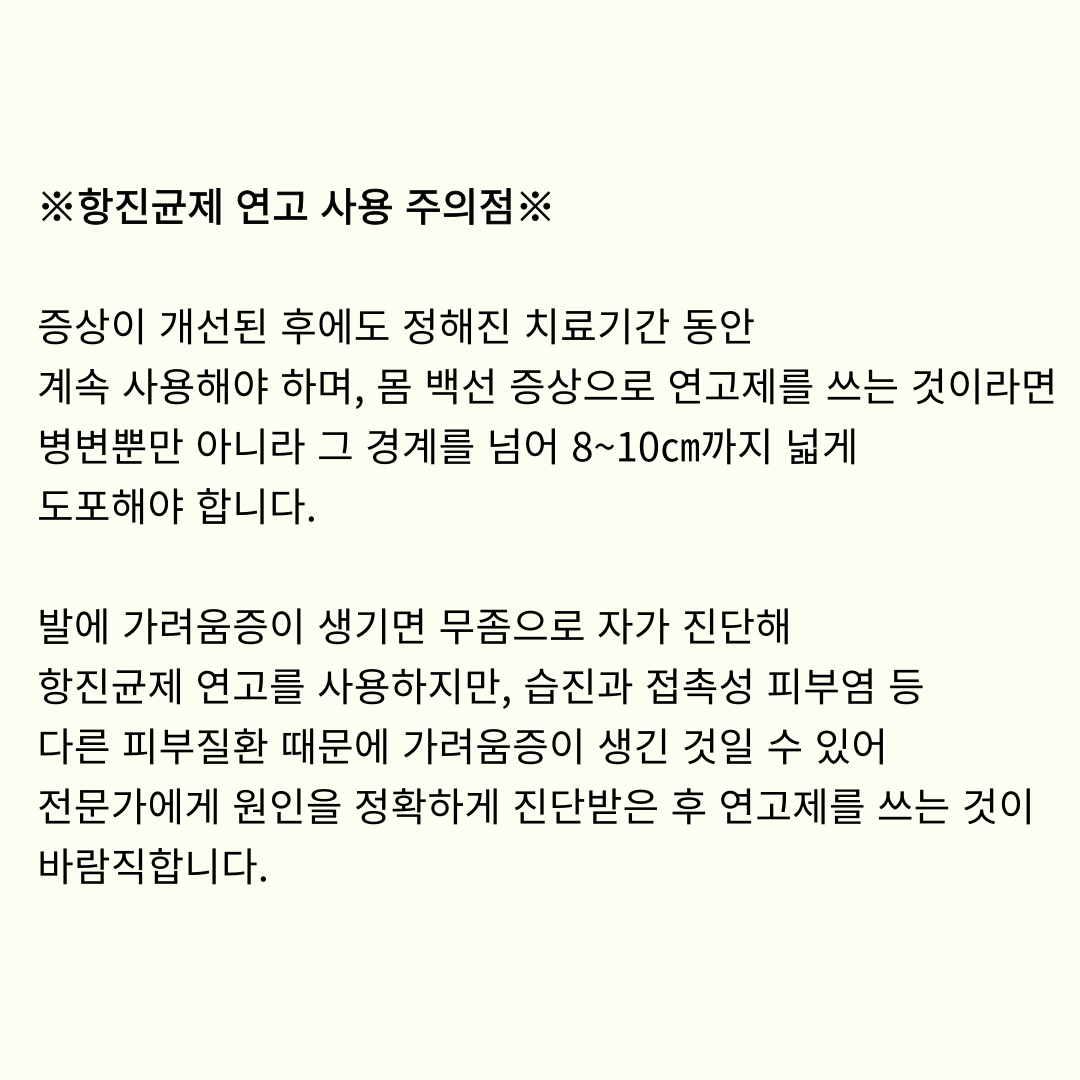 ※항진균제 연고 사용 주의점※
증상이 개선된 후에도 정해진 치료기간 동안
계속 사용해야 하며, 몸 백선 증상으로 연고제를 쓰는 것이라면
병변뿐만 아니라 그 경계를 넘어 8~10㎝까지 넓게
도포해야 합니다.
발에 가려움증이 생기면 무좀으로 자가 진단해
항진균제 연고를 사용하지만, 습진과 접촉성 피부염 등
다른 피부질환 때문에 가려움증이 생긴 것일 수 있어
전문가에게 원인을 정확하게 진단받은 후 연고제를 쓰는 것이
바람직합니다.